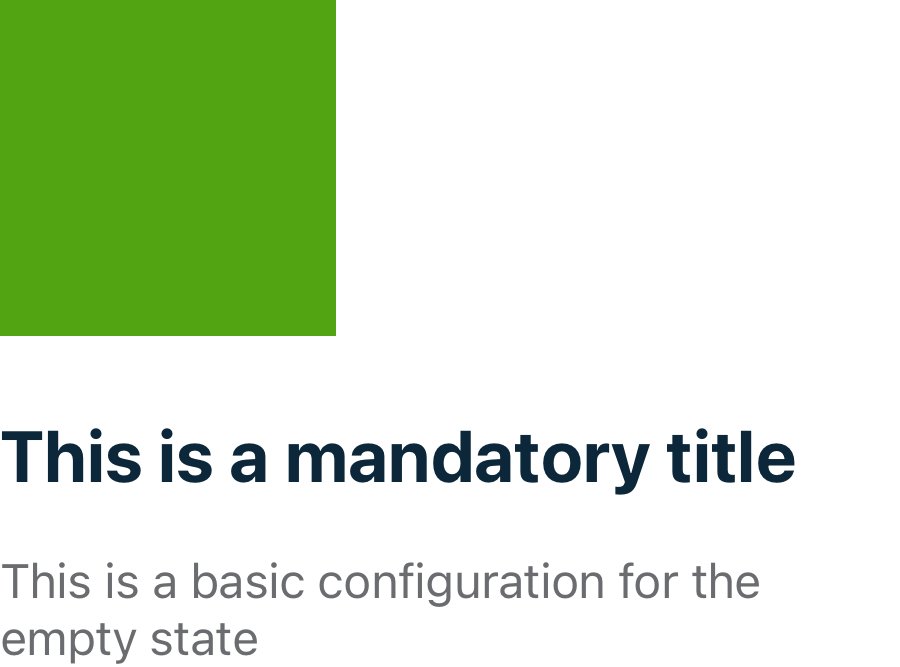 This is a mandatory title
This is a basic configuration for the
empty state